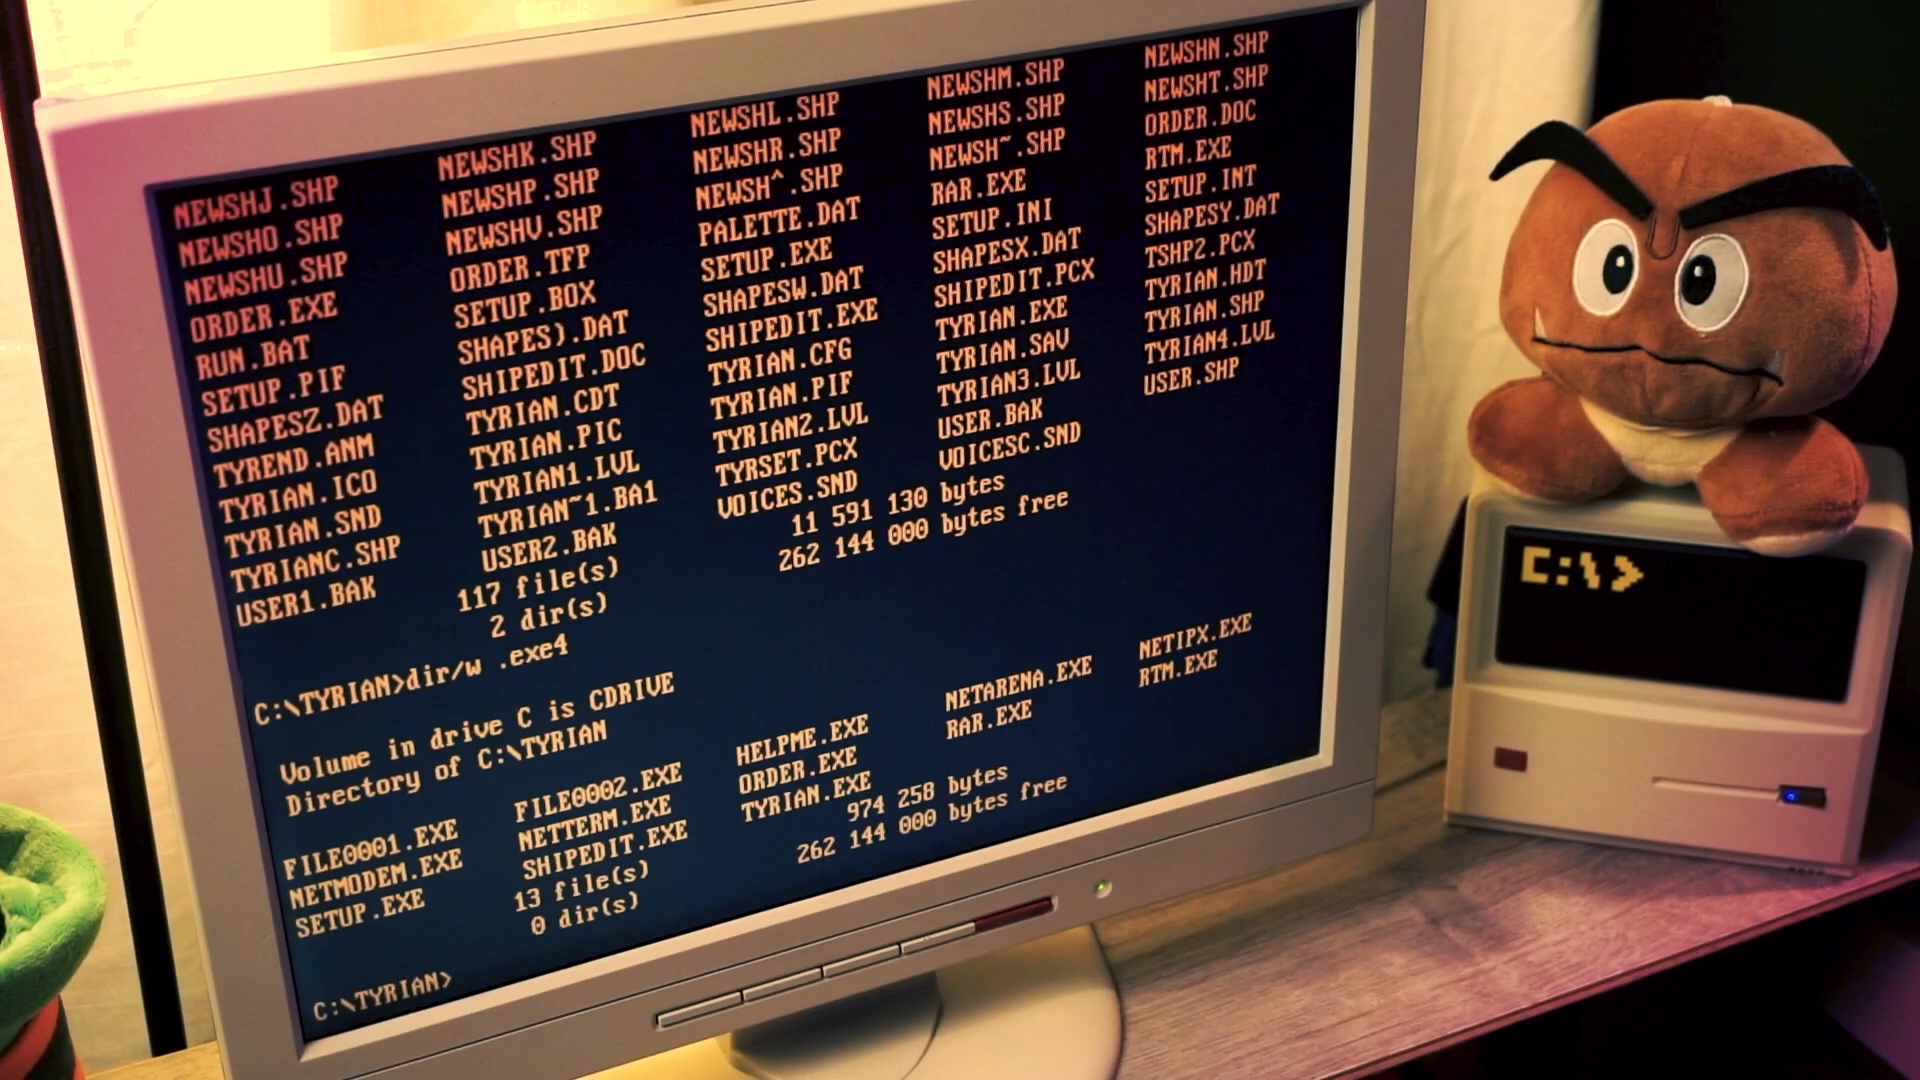 NEWSHJ.SHP NEWSHK.SHP NEWSHL.SHP NEWSHM.SHP NEWSHN.SHP
NEWSHO.SHP NEWSHP.SHP NEWSHR.SHP NEWSHS.SHP NEWSHT.SHP
NEWSHU.SHP NEWSHV.SHP NEWSH^.SHP NEWSH~.SHP ORDER.DOC
ORDER.EXE ORDER.TFP PALETTE.DAT RAR.EXE RTM.EXE
RUN.BAT SETUP.BOX SETUP.EXE SETUP.INI SETUP.INT
SETUP.PIF SHAPES).DAT SHAPESW.DAT SHAPESX.DAT SHAPESY.DAT
SHAPESZ.DAT SHIPEDIT.DOC SHIPEDIT.EXE SHIPEDIT.PCX TSHP2.PCX
TYREND.ANM TYRIAN.CDT TYRIAN.CFG TYRIAN.EXE TYRIAN.HDT
TYRIAN.ICO TYRIAN.PIC TYRIAN.PIF TYRIAN.SAV TYRIAN.SHP
TYRIAN.SND TYRIAN1.LVL TYRIAN2.LVL TYRIAN3.LVL TYRIAN4.LVL
TYRIANC.SHP TYRIAN~1.BA1 TYRSET.PCX USER.BAK USER.SHP
USER1.BAK USER2.BAK VOICES.SND VOICESC.SND
117 file(s) 11 591 130 bytes
2 dir(s) 262 144 000 bytes free
C:\TYRIAN>dir/w .exe4
Volume in drive C is CDRIVE
Directory of C:\TYRIAN
FILE0001.EXE FILE0002.EXE HELPME.EXE NETARENA.EXE NETIPX.EXE
NETMODEM.EXE NETTERM.EXE ORDER.EXE RAR.EXE RTM.EXE
SETUP.EXE SHIPEDIT.EXE TYRIAN.EXE
13 file(s) 974 258 bytes
0 dir(s) 262 144 000 bytes free
C:\TYRIAN>
C:\>